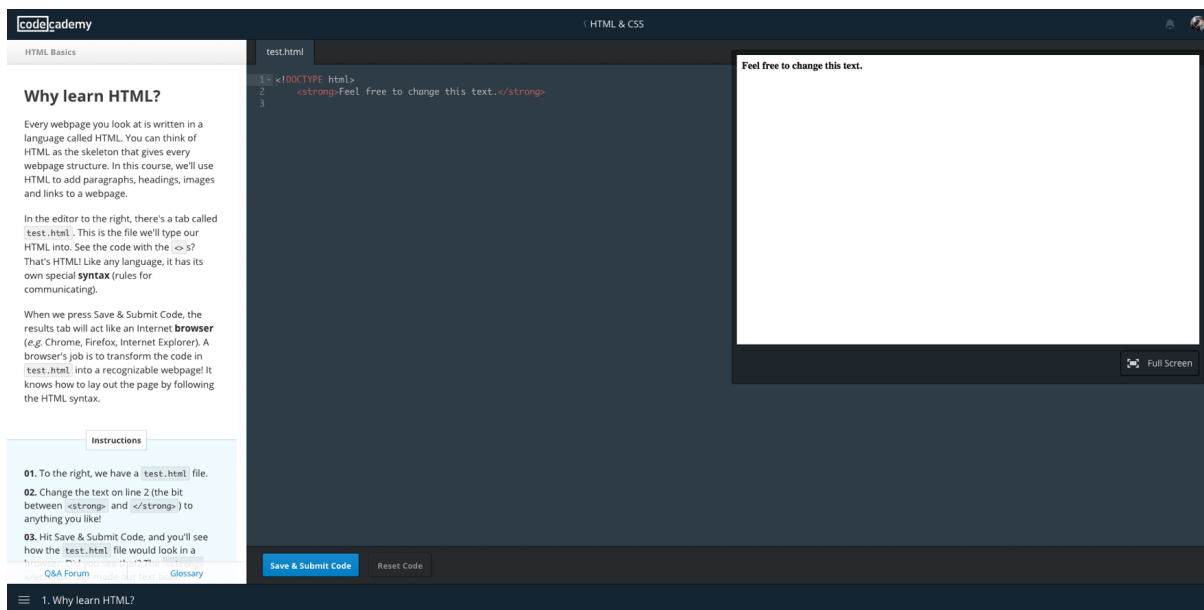 codecademy
HTML & CSS
HTML Basics
Why learn HTML?
Every webpage you look at is written in a
language called HTML. You can think of
HTML as the skeleton that gives every
webpage structure. In this course, we'll use
HTML to add paragraphs, headings, images
and links to a webpage.
In the editor to the right, there's a tab called
test.html. This is the file we'll type our
HTML into. See the code with the <>s?
That's HTML! Like any language, it has its
own special syntax (rules for
communicating).
When we press Save & Submit Code, the
results tab will act like an Internet browser
(e.g. Chrome, Firefox, Internet Explorer). A
browser's job is to transform the code in
test.html into a recognizable webpage! It
knows how to lay out the page by following
the HTML syntax.
Instructions
01. To the right, we have a test.html file.
02. Change the text on line 2 (the bit
between <strong> and </strong>) to
anything you like!
03. Hit Save & Submit Code, and you'll see
how the test.html file would look in a
Q&A Forum
Glossary
test.html
1 <!DOCTYPE html>
2 <strong>Feel free to change this text.</strong>
3
Feel free to change this text.
Full Screen
Save & Submit Code
Reset Code
1. Why learn HTML?